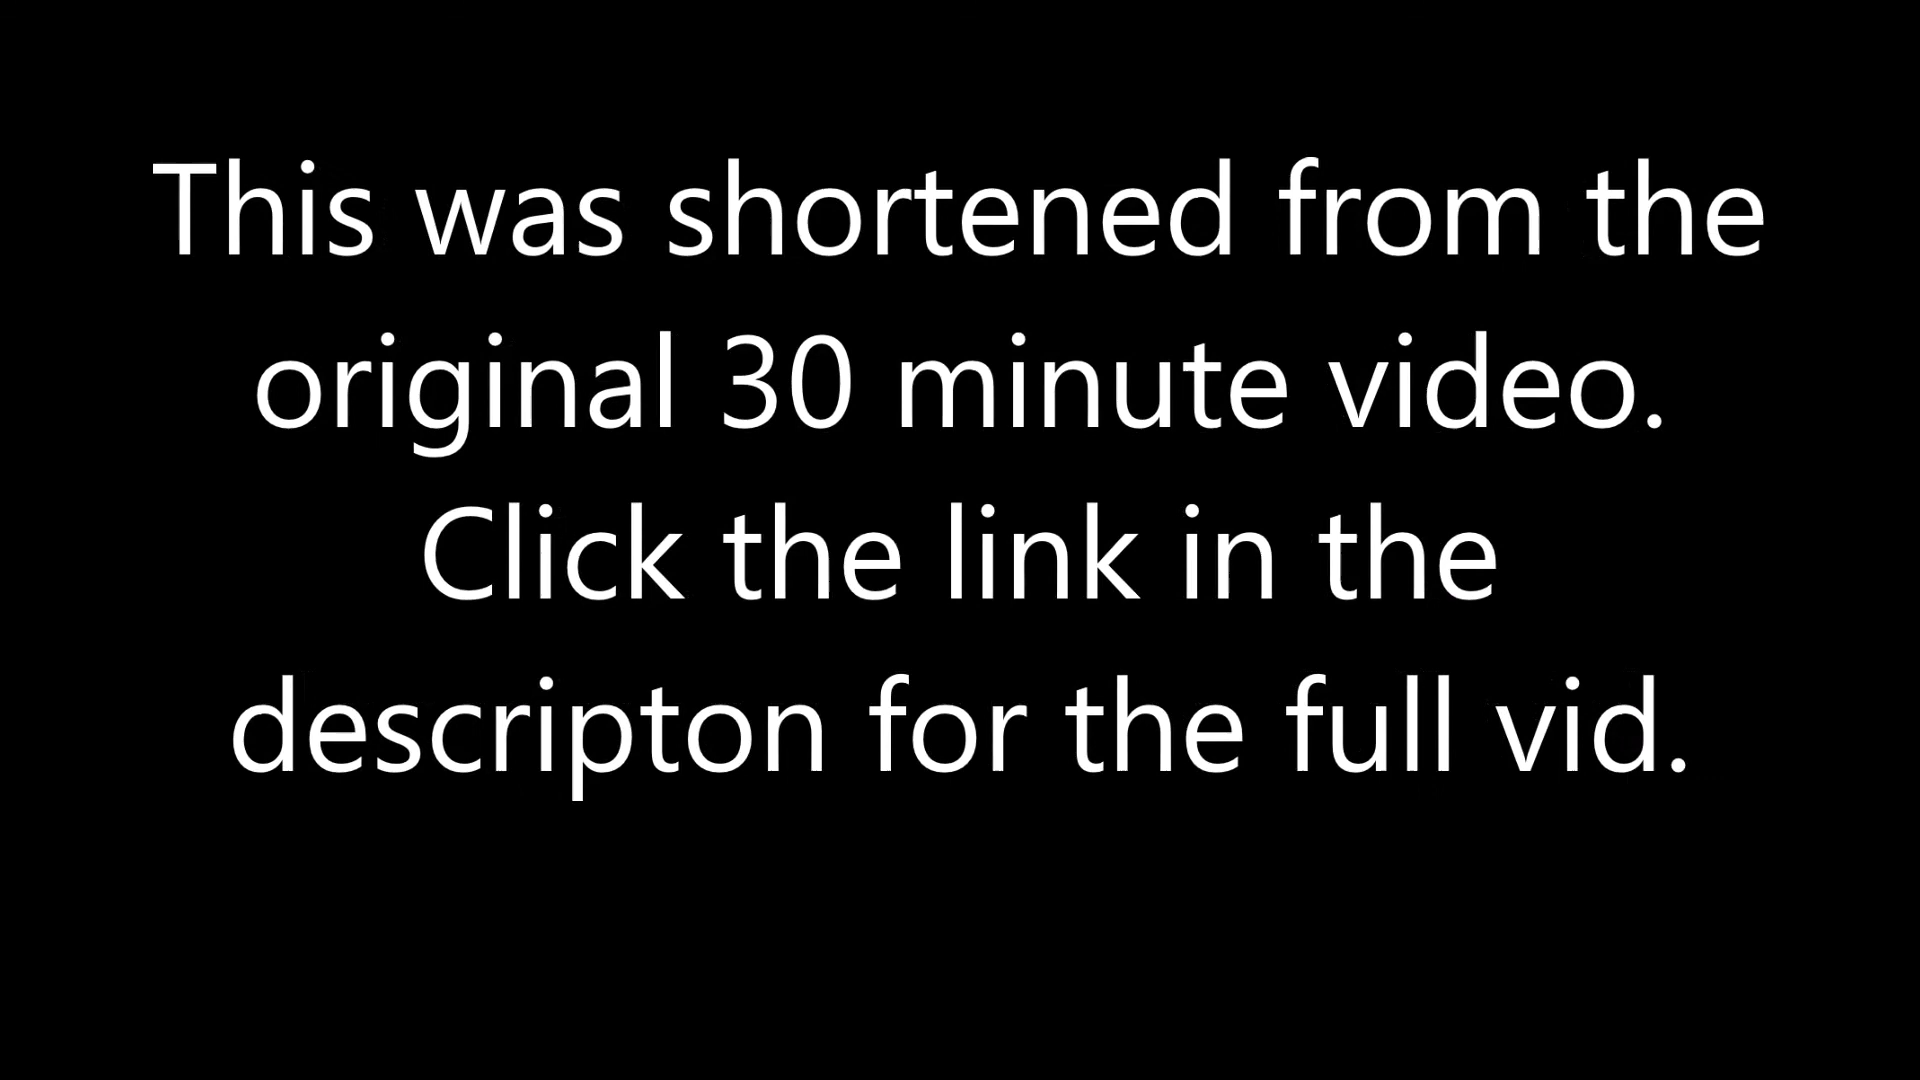 This was shortened from the
original 30 minute video.
Click the link in the
descripton for the full vid.